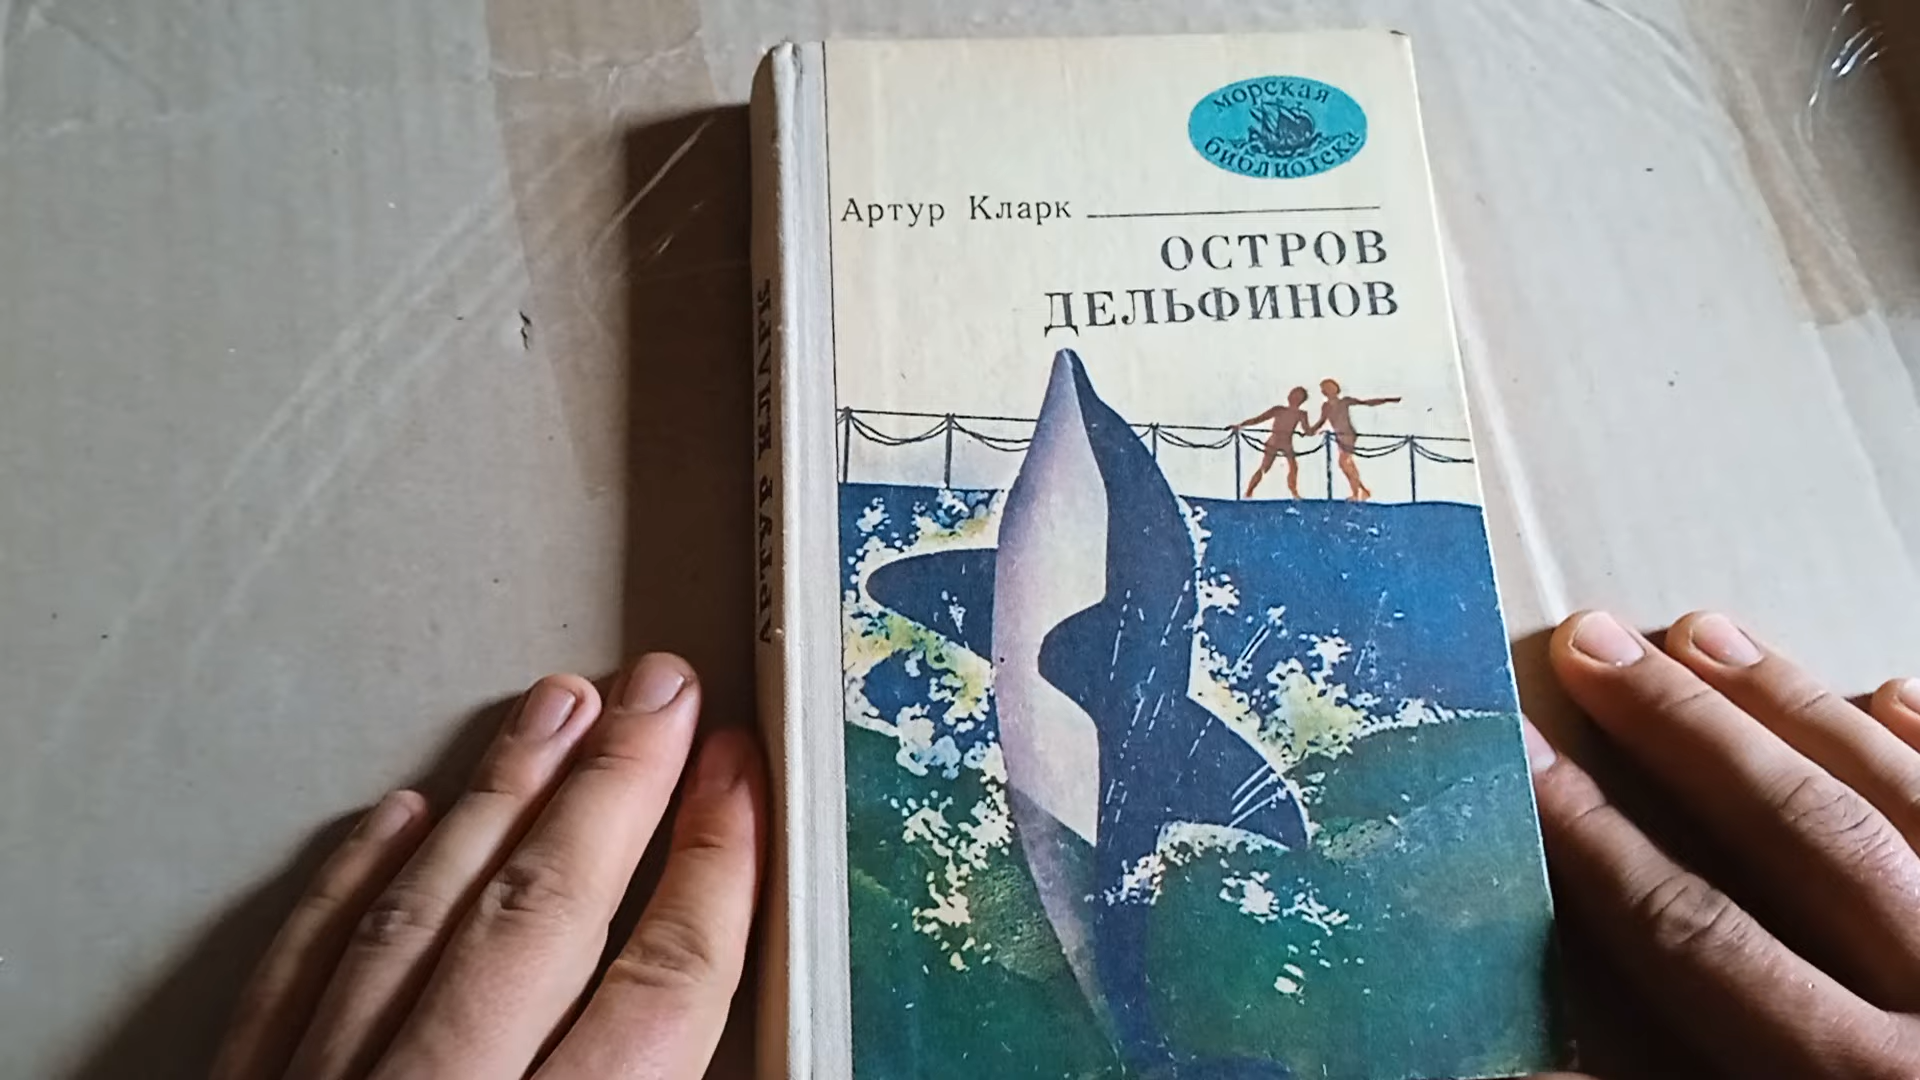 морская
библиотека
Артур Кларк
ОСТРОВ
ДЕЛЬФИНОВ
АРТУР КЛАРК